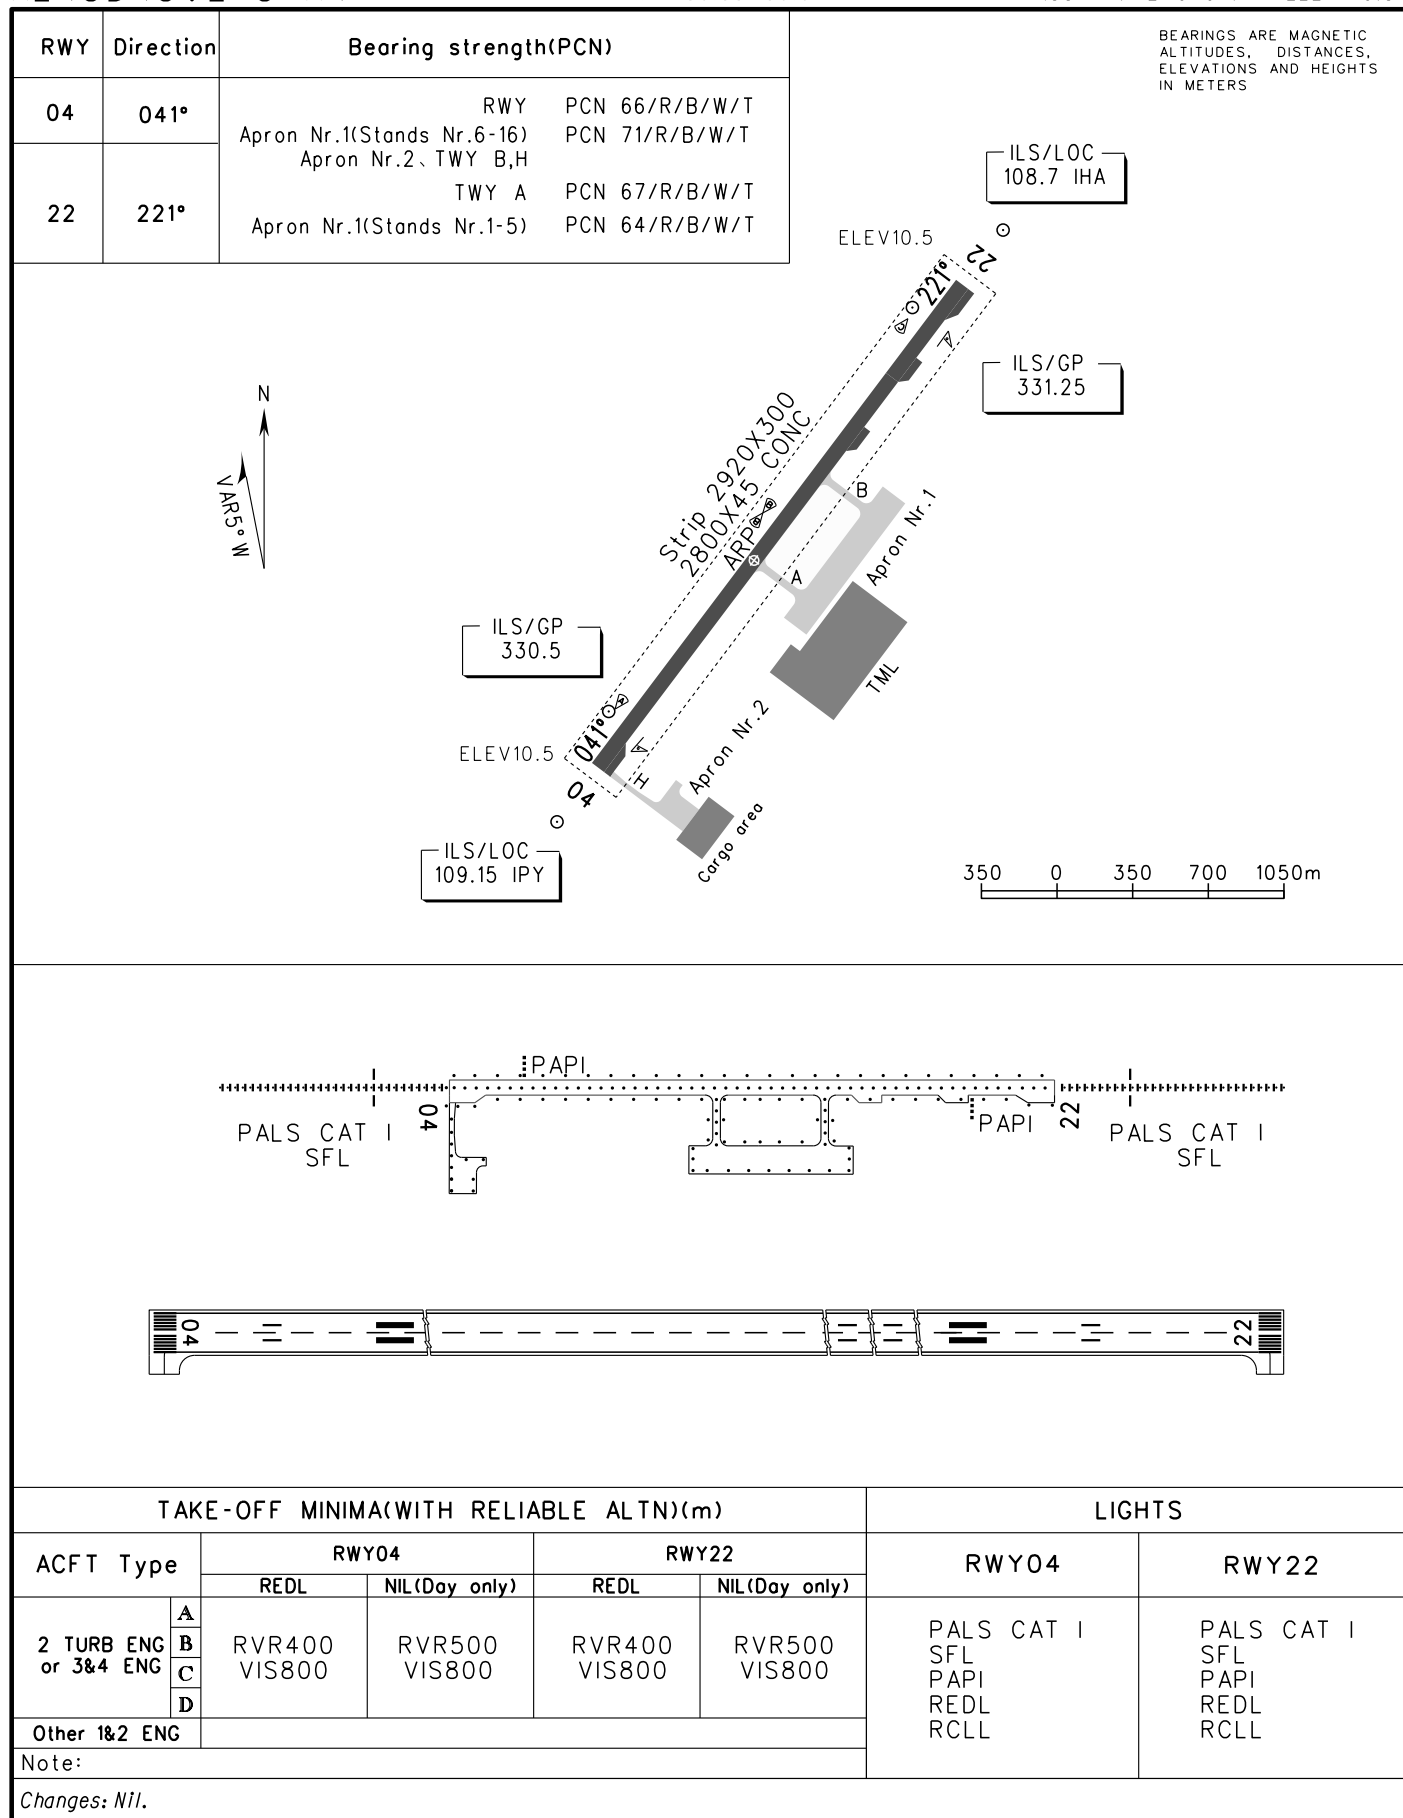 RWY Direction Bearing strength(PCN)
04 041°
22 221°
RWY PCN 66/R/B/W/T
Apron Nr.1(Stands Nr.6-16) PCN 71/R/B/W/T
Apron Nr.2、TWY B,H
TWY A PCN 67/R/B/W/T
Apron Nr.1(Stands Nr.1-5) PCN 64/R/B/W/T
BEARINGS ARE MAGNETIC
ALTITUDES, DISTANCES,
ELEVATIONS AND HEIGHTS
IN METERS
ILS/LOC
108.7 IHA
ELEV10.5
22
221°
C
A
ILS/GP
331.25
N
VAR5°W
Strip 2920X300
2800X45 CONC
ARP
B
A
Apron Nr.1
TML
ILS/GP
330.5
041°
ELEV10.5
04
H
Apron Nr.2
Cargo area
ILS/LOC
109.15 IPY
350 0 350 700 1050m
PAPI
04
PALS CAT I
SFL
PAPI
22
PALS CAT I
SFL
04
22
TAKE-OFF MINIMA(WITH RELIABLE ALTN)(m) LIGHTS
ACFT Type RWY04 RWY22 RWY04 RWY22
REDL NIL(Day only) REDL NIL(Day only)
2 TURB ENG
or 3&4 ENG
A
B
C
D
RVR400 RVR500 RVR400 RVR500
VIS800 VIS800 VIS800 VIS800
PALS CAT I PALS CAT I
SFL SFL
PAPI PAPI
REDL REDL
RCLL RCLL
Other 1&2 ENG
Note:
Changes: Nil.